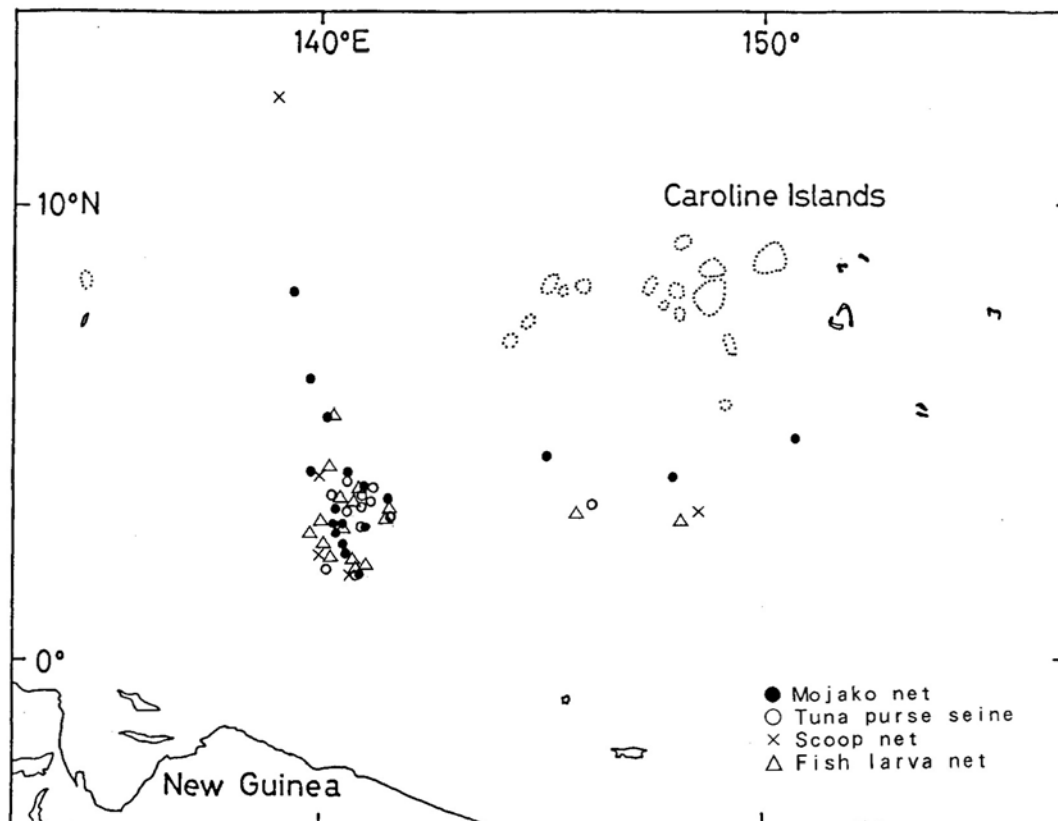 140°E
150°
10°N
Caroline Islands
0°
Mojako net
Tuna purse seine
Scoop net
Fish larva net
New Guinea